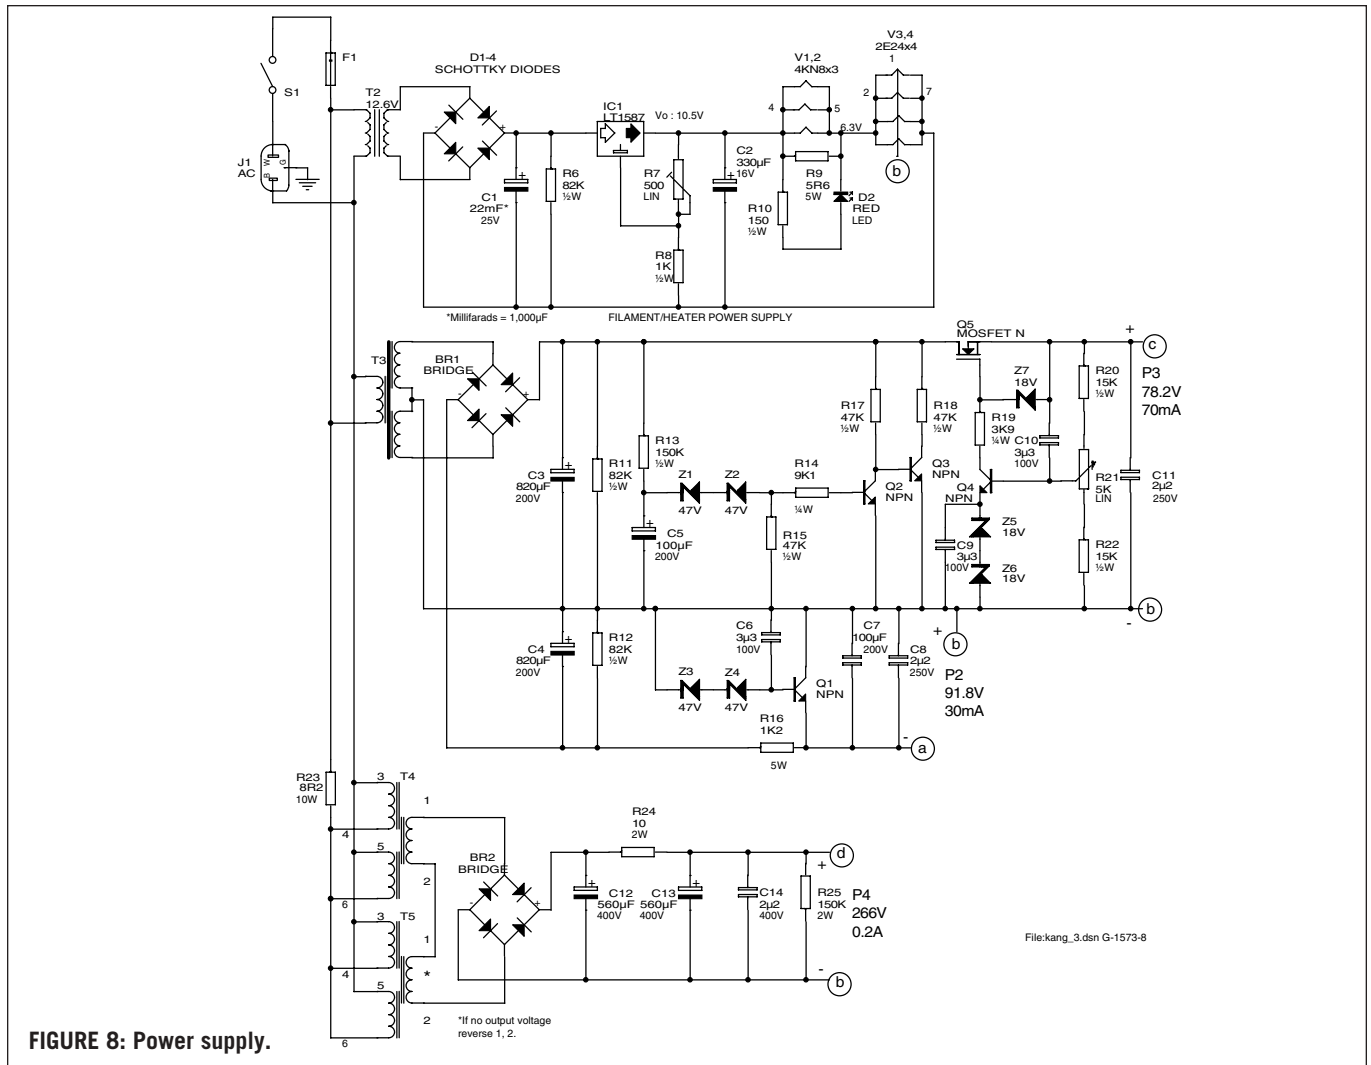 F1
S1
J1
AC
W
G
B
T2
12.6V
D1-4
SCHOTTKY DIODES
-
+
+
C1
22mF*
25V
R6
82K
½W
IC1
LT1587
Vo : 10.5V
R7
500
LIN
R8
1K
½W
C2
330µF
16V
+
V1,2
4KN8x3
4
5
6.3V
R9
5R6
5W
R10
150
½W
D2
RED
LED
V3,4
2E24x4
1
2
7
b
*Millifarads = 1,000µF
FILAMENT/HEATER POWER SUPPLY
T3
BR1
BRIDGE
-
+
C3
820µF
200V
+
R11
82K
½W
R13
150K
½W
+
C5
100µF
200V
Z1
47V
Z2
47V
R14
9K1
¼W
R15
47K
½W
R17
47K
½W
Q2
NPN
R18
47K
½W
Q3
NPN
Q5
MOSFET N
Z7
18V
R19
3K9
¼W
C10
3µ3
100V
Q4
NPN
C9
3µ3
100V
Z5
18V
Z6
18V
R20
15K
½W
R21
5K
LIN
R22
15K
½W
C11
2µ2
250V
+
c
P3
78.2V
70mA
-
b
C4
820µF
200V
+
R12
82K
½W
Z3
47V
Z4
47V
C6
3µ3
100V
Q1
NPN
R16
1K2
5W
C7
100µF
200V
C8
2µ2
250V
+
b
P2
91.8V
30mA
-
a
R23
8R2
10W
3
T4
1
4
5
2
6
3
T5
1
4
*
5
2
6
BR2
BRIDGE
-
+
R24
10
2W
+
C12
560µF
400V
+
C13
560µF
400V
C14
2µ2
400V
R25
150K
2W
d
+
P4
266V
0.2A
-
b
*If no output voltage
reverse 1, 2.
File:kang_3.dsn G-1573-8
FIGURE 8: Power supply.